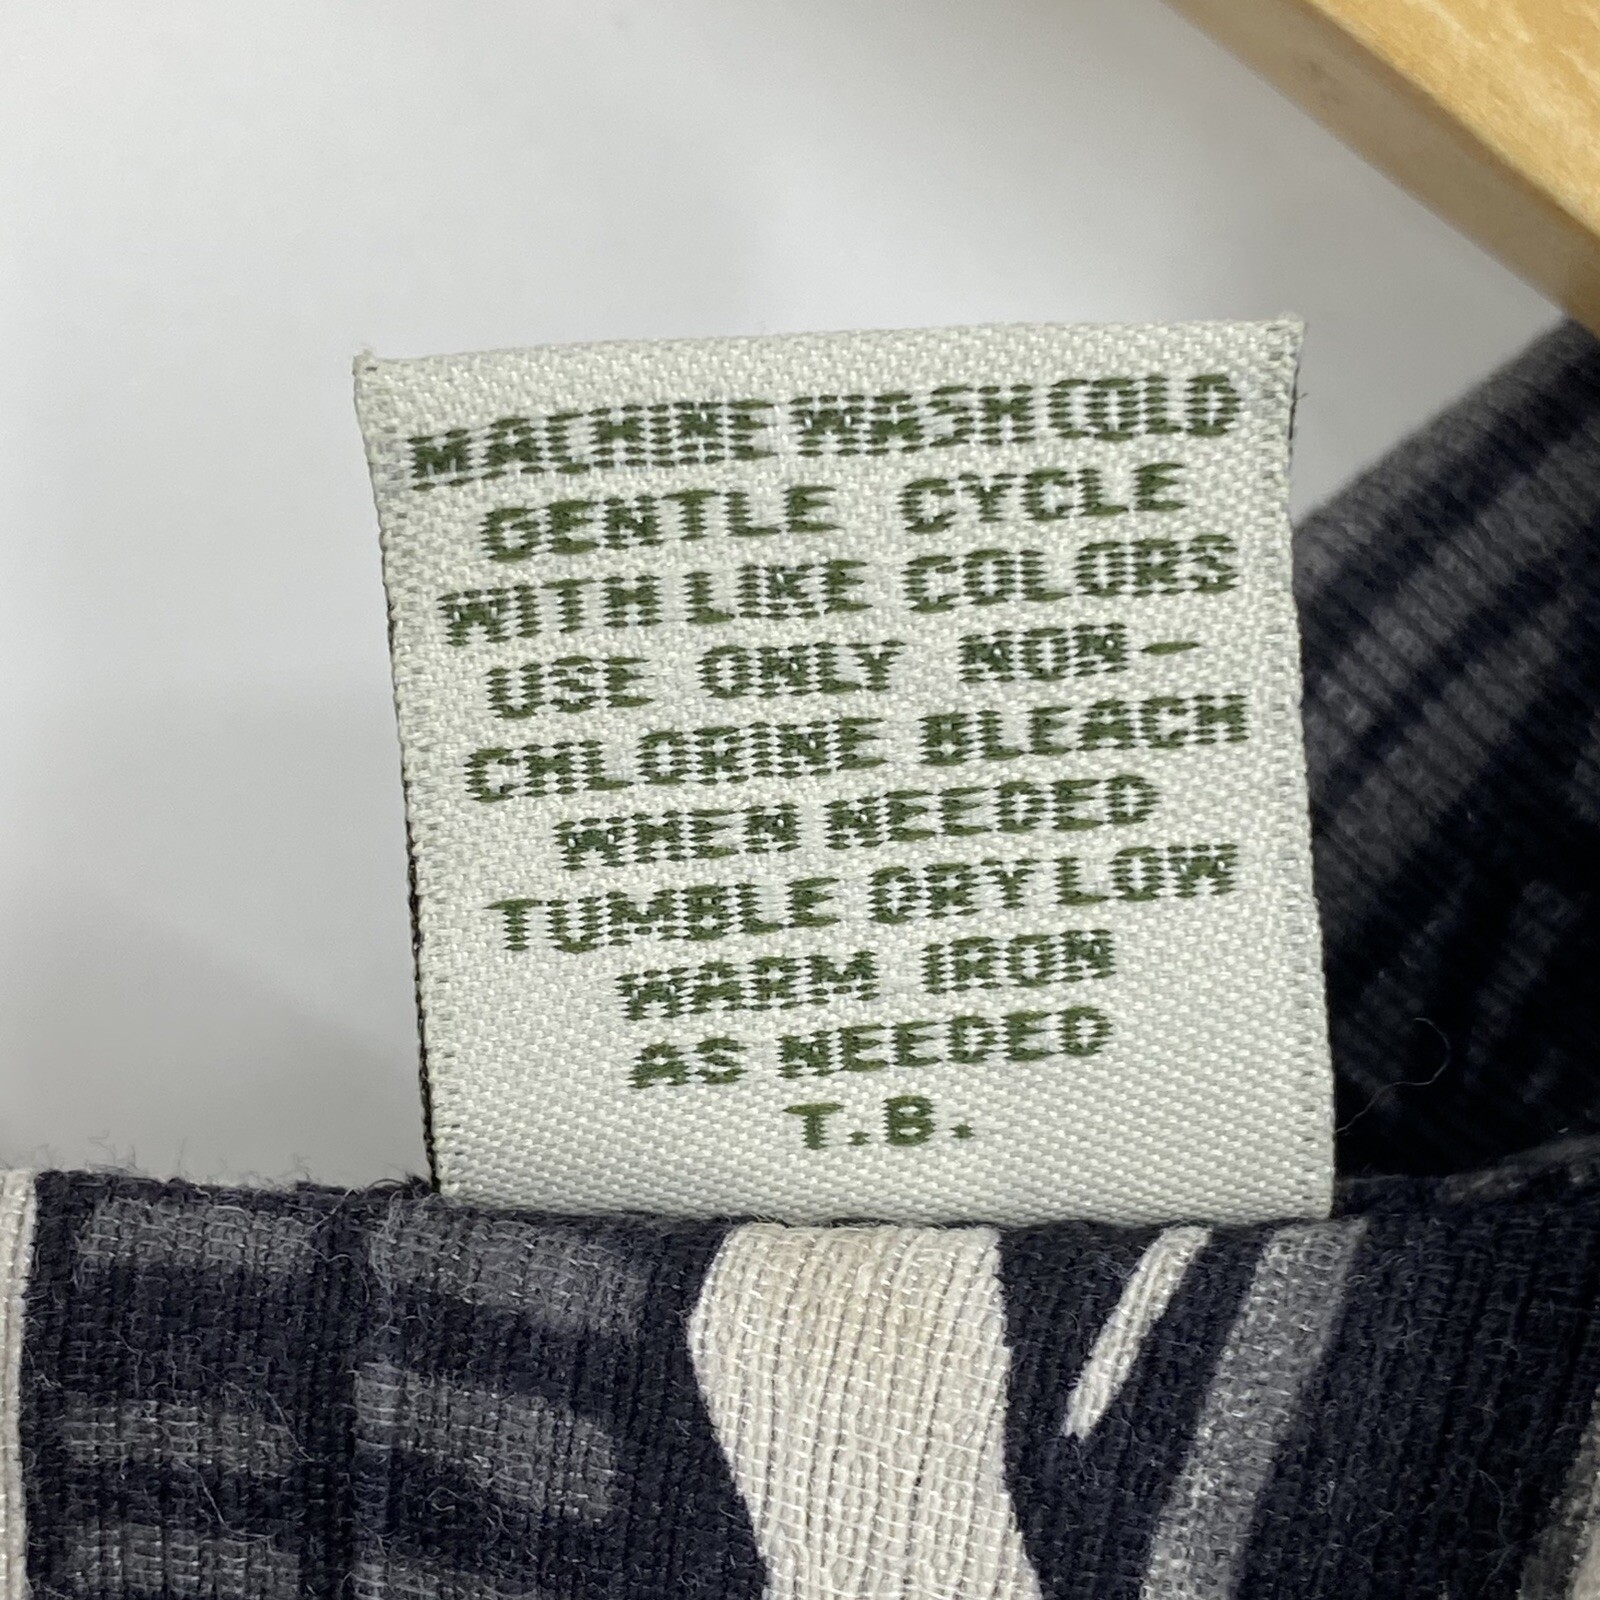 MACHINE WASH COLD
GENTLE CYCLE
WITH LIKE COLORS
USE ONLY NON-
CHLORINE BLEACH
WHEN NEEDED
TUMBLE DRY LOW
WARM IRON
AS NEEDED
T.B.